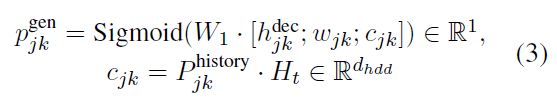 p_{jk}^{gen} = Sigmoid(W_1 · [h_{jk}^{dec}; w_{jk}; c_{jk}]) ∈ ℝ^1,
c_{jk} = P_{jk}^{history} · H_t ∈ ℝ^{d_{hdd}}
(3)